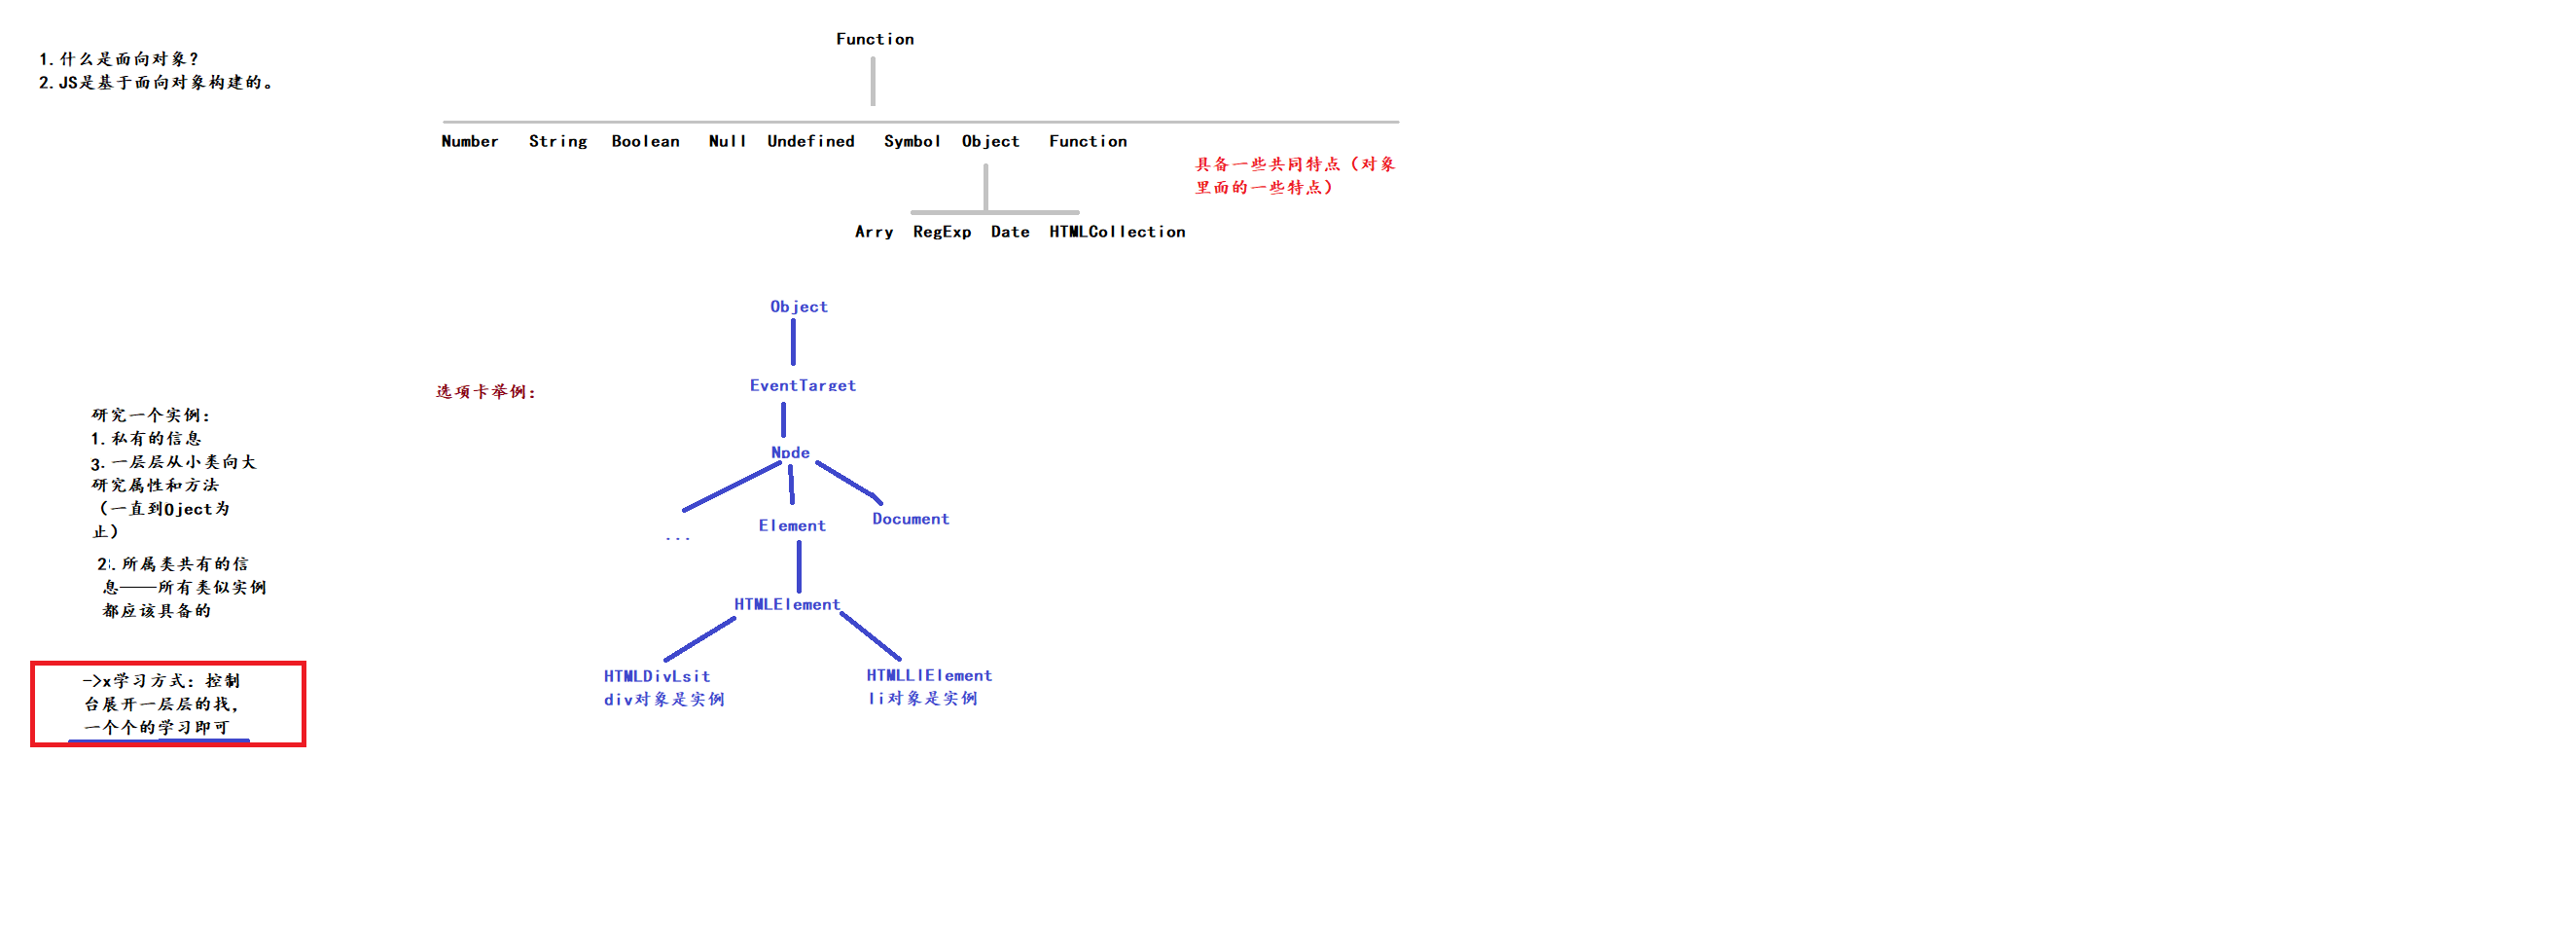 1.什么是面向对象?
2.JS是基于面向对象构建的。
Function
Number String Boolean Null Undefined Symbol Object Function
具备一些共同特点（对象
里面的一些特点）
Arry RegExp Date HTMLCollection
Object
EventTarget
选项卡举例：
Node
... Element Document
HTMLElement
HTMLDivLsit
div对象是实例
HTMLLlElement
li对象是实例
研究一个实例：
1.私有的信息
3.一层层从小类向大
研究属性和方法
（一直到Oject为
止）
2.所属类共有的信
息——所有类似实例
都应该具备的
->x学习方式：控制
台展开一层层的找，
一个个的学习即可